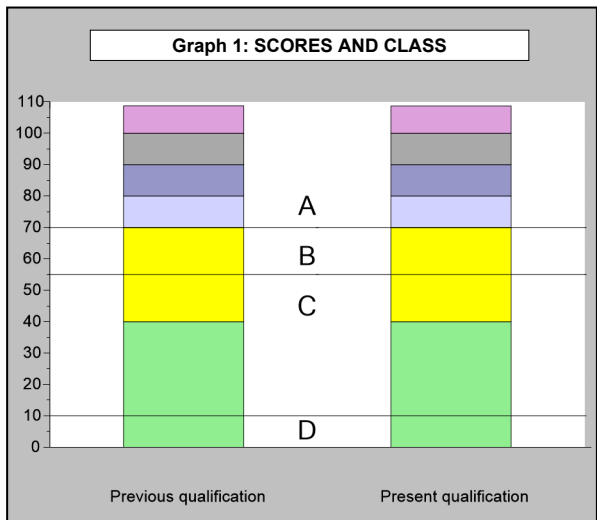 Graph 1: SCORES AND CLASS
110
100
90
80
A
70
60
B
50
C
40
30
20
10
D
0
Previous qualification Present qualification